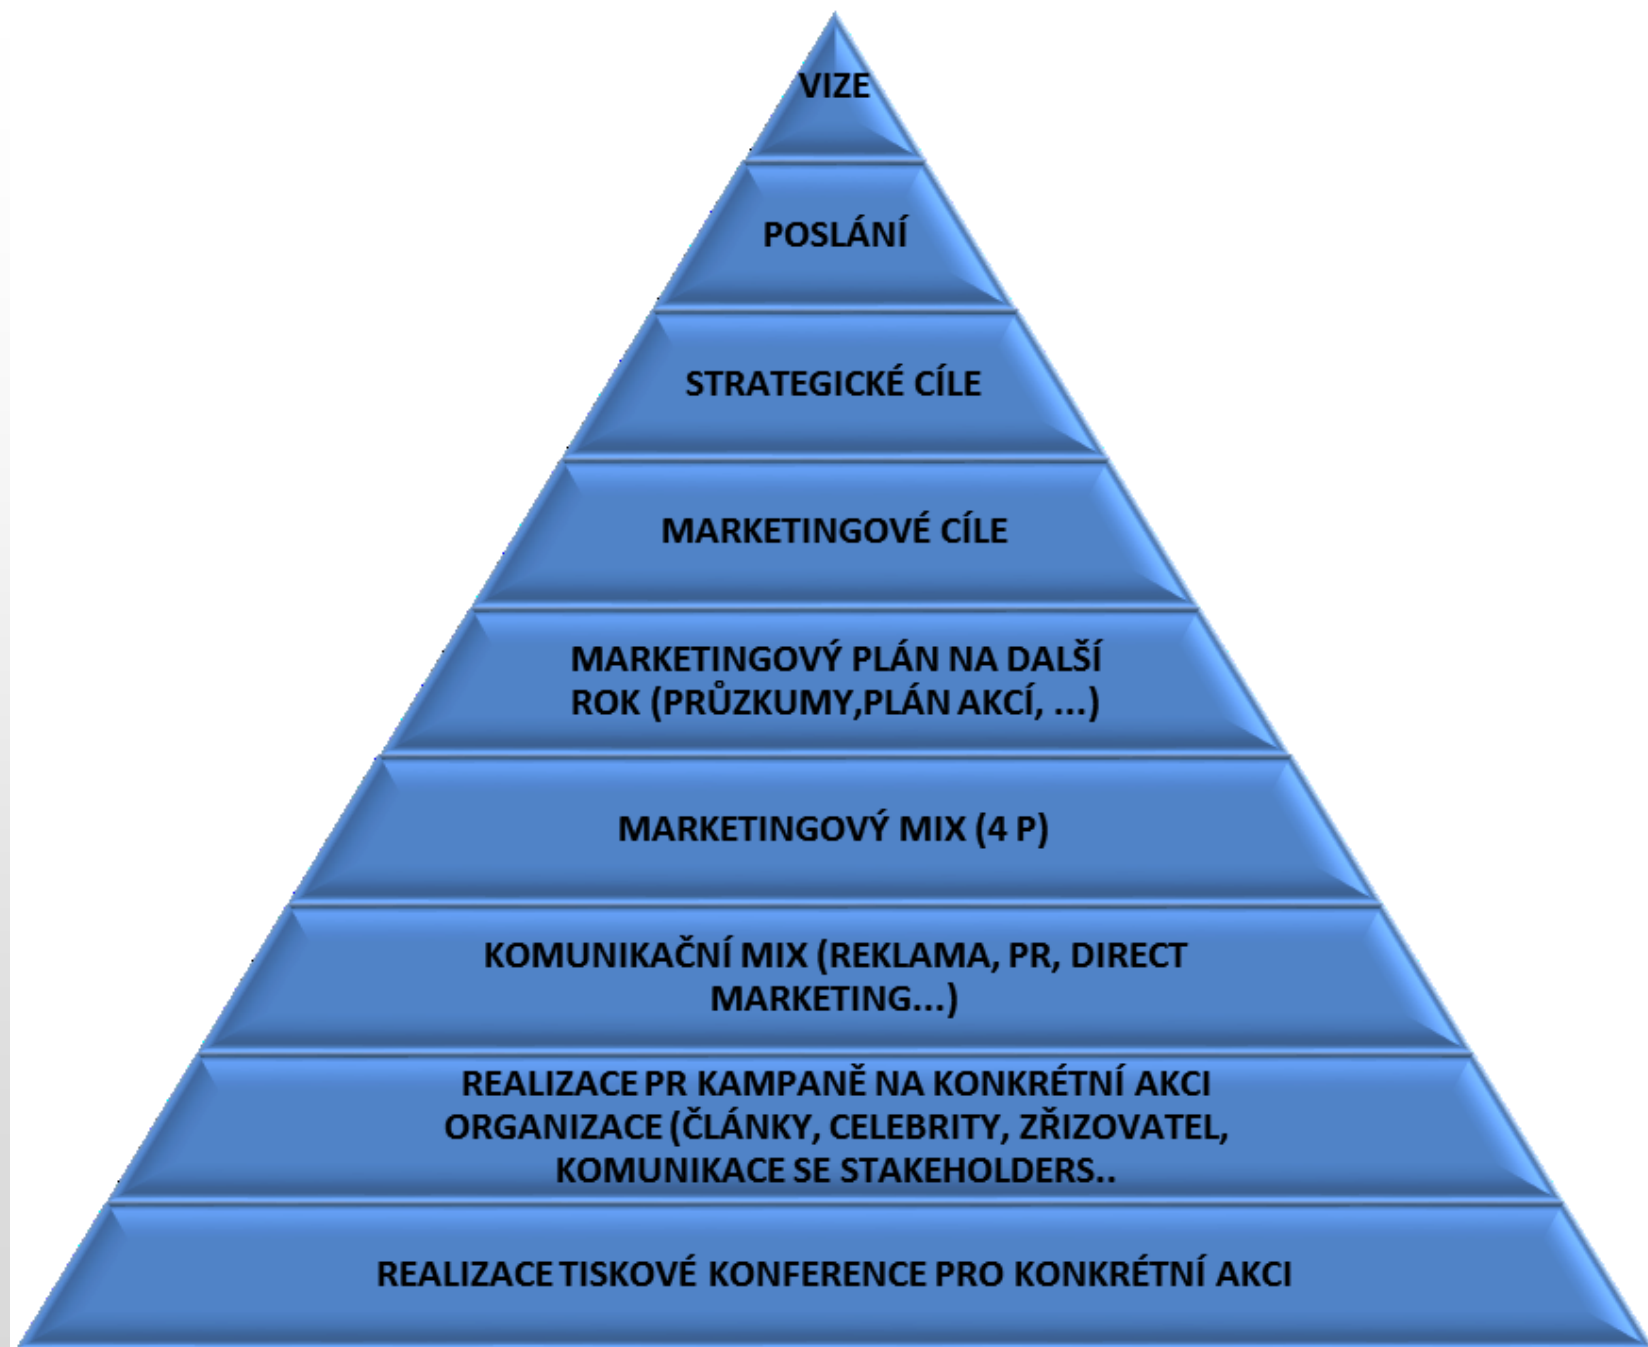 VIZE
POSLÁNÍ
STRATEGICKÉ CÍLE
MARKETINGOVÉ CÍLE
MARKETINGOVÝ PLÁN NA DALŠÍ
ROK (PRŮZKUMY,PLÁN AKCÍ, ...)
MARKETINGOVÝ MIX (4 P)
KOMUNIKAČNÍ MIX (REKLAMA, PR, DIRECT
MARKETING...)
REALIZACE PR KAMPANĚ NA KONKRÉTNÍ AKCI
ORGANIZACE (ČLÁNKY, CELEBRITY, ZŘIZOVATEL,
KOMUNIKACE SE STAKEHOLDERS..
REALIZACE TISKOVÉ KONFERENCE PRO KONKRÉTNÍ AKCI